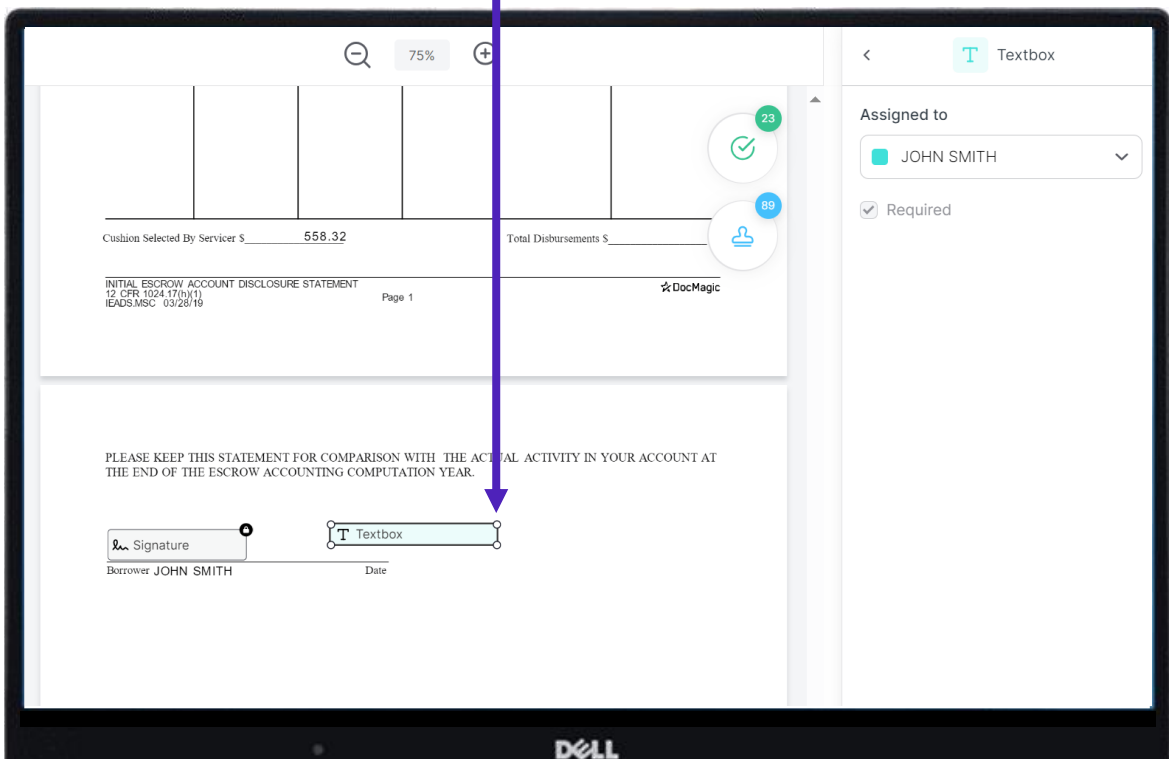 75%
Textbox
Assigned to
JOHN SMITH
Required
23
89
Cushion Selected By Servicer $ 558.32 Total Disbursements $
INITIAL ESCROW ACCOUNT DISCLOSURE STATEMENT
12 CFR 1024.17(h)(1)
IEADS.MSC 03/28/19
Page 1
DocMagic
PLEASE KEEP THIS STATEMENT FOR COMPARISON WITH THE ACTUAL ACTIVITY IN YOUR ACCOUNT AT
THE END OF THE ESCROW ACCOUNTING COMPUTATION YEAR.
Signature
T Textbox
Borrower JOHN SMITH Date
DELL